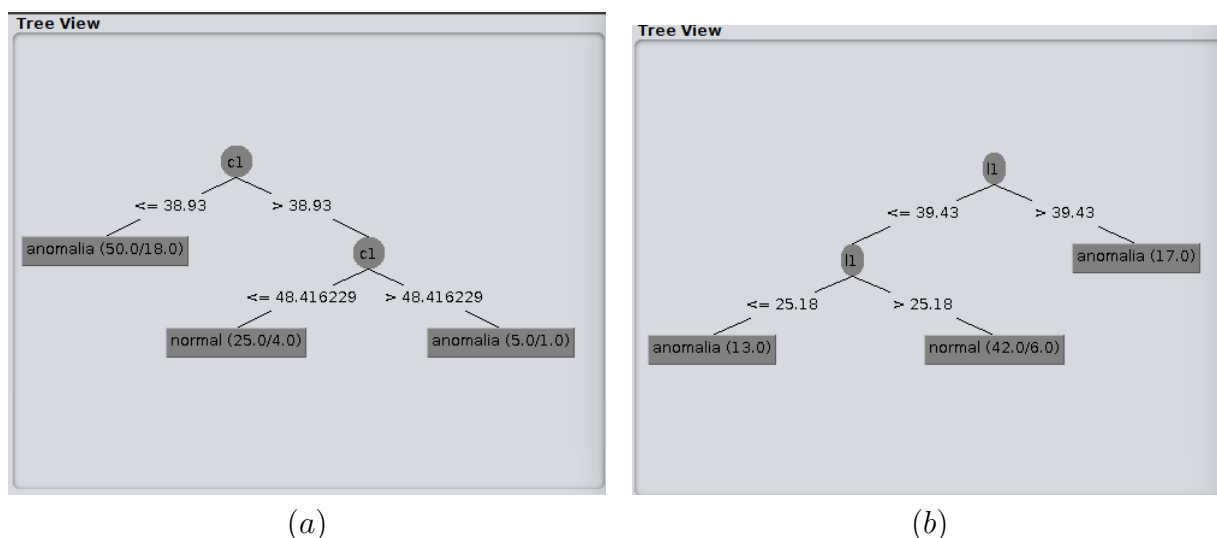 Tree View
c1
<= 38.93 > 38.93
anomalia (50.0/18.0)
c1
<= 48.416229 > 48.416229
normal (25.0/4.0) anomalia (5.0/1.0)
(a)
Tree View
l1
<= 39.43 > 39.43
l1
anomalia (17.0)
<= 25.18 > 25.18
anomalia (13.0) normal (42.0/6.0)
(b)